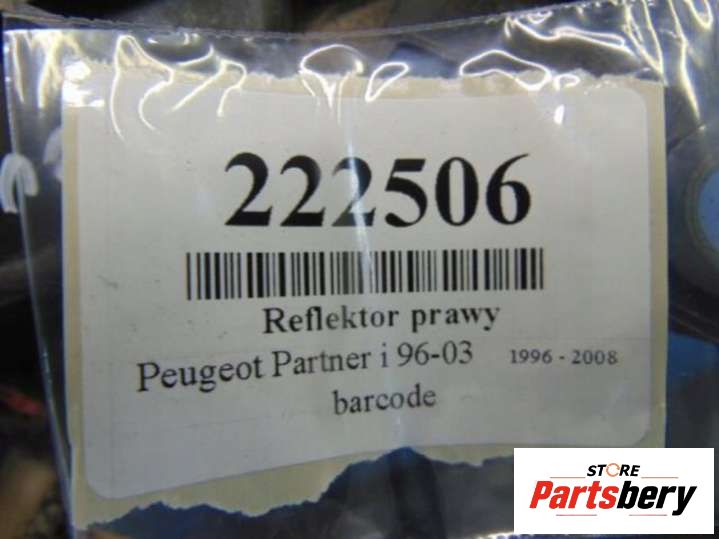 222506
Reflektor prawy
Peugeot Partner i 96-03 1996 - 2008
barcode
STORE
Partsbery